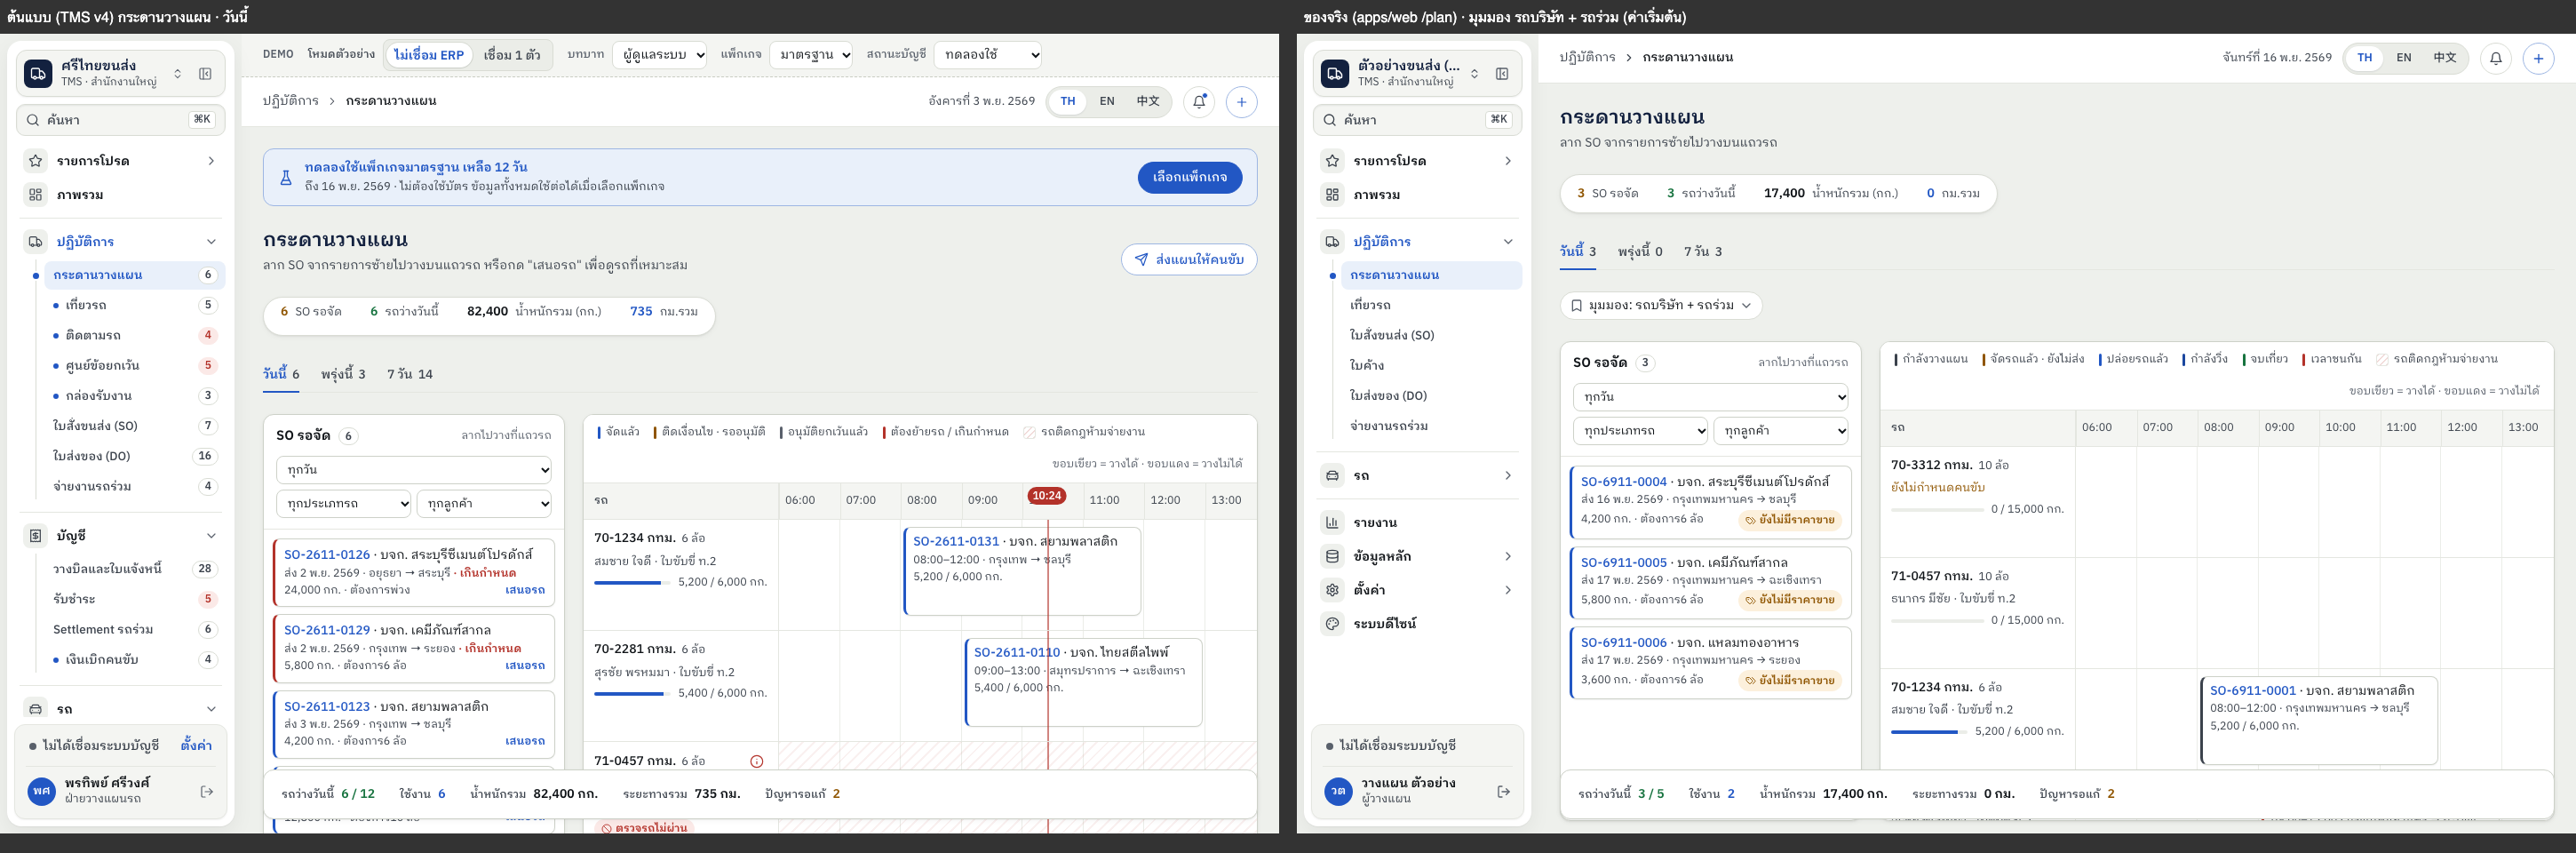 ต้นแบบ (TMS v4) กระดานวางแผน · วันนี้
ศรีไทยขนส่ง
TMS · สำนักงานใหญ่
ค้นหา ⌘K
รายการโปรด
ภาพรวม
ปฏิบัติการ
กระดานวางแผน 6
เที่ยวรถ 5
ติดตามรถ 4
ศูนย์ข้อยกเว้น 5
กล่องรับงาน 3
ใบสั่งขนส่ง (SO) 7
ใบส่งของ (DO) 16
จ่ายงานรถร่วม 4
บัญชี
วางบิลและใบแจ้งหนี้ 28
รับชำระ 5
Settlement รถร่วม 6
เงินเบิกคนขับ 4
รถ
ไม่ได้เชื่อมระบบบัญชี ตั้งค่า
พศ
พรทิพย์ ศรีวงศ์
ฝ่ายวางแผนรถ
DEMO โหมดตัวอย่าง ไม่เชื่อม ERP เชื่อม 1 ตัว บทบาท ผู้ดูแลระบบ แพ็กเกจ มาตรฐาน สถานะบัญชี ทดลองใช้
ปฏิบัติการ > กระดานวางแผน อังคารที่ 3 พ.ย. 2569 TH EN 中文
ทดลองใช้แพ็กเกจมาตรฐาน เหลือ 12 วัน
ถึง 16 พ.ย. 2569 · ไม่ต้องใช้บัตร ข้อมูลทั้งหมดใช้ต่อได้เมื่อเลือกแพ็กเกจ
เลือกแพ็กเกจ
กระดานวางแผน
ลาก SO จากรายการซ้ายไปวางบนแถวรถ หรือกด "เสนอรถ" เพื่อดูรถที่เหมาะสม
ส่งแผนให้คนขับ
6 SO รอจัด 6 รถว่างวันนี้ 82,400 น้ำหนักรวม (กก.) 735 กม.รวม
วันนี้ 6 พรุ่งนี้ 3 7 วัน 14
SO รอจัด 6 ลากไปวางที่แถวรถ
ทุกวัน
ทุกประเภทรถ ทุกลูกค้า
SO-2611-0126 · บจก. สระบุรีซีเมนต์โปรดักส์
ส่ง 2 พ.ย. 2569 · อยุธยา → สระบุรี · เกินกำหนด
24,000 กก. · ต้องการพ่วง เสนอรถ
SO-2611-0129 · บจก. เคมีภัณฑ์สากล
ส่ง 2 พ.ย. 2569 · กรุงเทพ → ระยอง · เกินกำหนด
5,800 กก. · ต้องการ6 ล้อ เสนอรถ
SO-2611-0123 · บจก. สยามพลาสติก
ส่ง 3 พ.ย. 2569 · กรุงเทพ → ชลบุรี
4,200 กก. · ต้องการ6 ล้อ เสนอรถ
จัดแล้ว ติดเงื่อนไข · รออนุมัติ อนุมัติยกเว้นแล้ว ต้องย้ายรถ / เกินกำหนด รถติดกฎห้ามจ่ายงาน
ขอบเขียว = วางได้ · ขอบแดง = วางไม่ได้
รถ 06:00 07:00 08:00 09:00 10:24 11:00 12:00 13:00
70-1234 กทม. 6 ล้อ
สมชาย ใจดี · ใบขับขี่ ท.2
5,200 / 6,000 กก.
SO-2611-0131 · บจก. สยามพลาสติก
08:00–12:00 · กรุงเทพ → ชลบุรี
5,200 / 6,000 กก.
70-2281 กทม. 6 ล้อ
สุรชัย พรหมมา · ใบขับขี่ ท.2
5,400 / 6,000 กก.
SO-2611-0110 · บจก. ไทยสตีลไพพ์
09:00–13:00 · สมุทรปราการ → ฉะเชิงเทรา
5,400 / 6,000 กก.
71-0457 กทม. 6 ล้อ
ตรวจรถไม่ผ่าน
รถว่างวันนี้ 6 / 12 ใช้งาน 6 น้ำหนักรวม 82,400 กก. ระยะทางรวม 735 กม. ปัญหารอแก้ 2
ของจริง (apps/web /plan) · มุมมอง รถบริษัท + รถร่วม (ค่าเริ่มต้น)
ตัวอย่างขนส่ง (...
TMS · สำนักงานใหญ่
ค้นหา ⌘K
รายการโปรด
ภาพรวม
ปฏิบัติการ
กระดานวางแผน
เที่ยวรถ
ใบสั่งขนส่ง (SO)
ใบค้าง
ใบส่งของ (DO)
จ่ายงานรถร่วม
รถ
รายงาน
ข้อมูลหลัก
ตั้งค่า
ระบบดีไซน์
ไม่ได้เชื่อมระบบบัญชี
วต
วางแผน ตัวอย่าง
ผู้วางแผน
ปฏิบัติการ > กระดานวางแผน จันทร์ที่ 16 พ.ย. 2569 TH EN 中文
กระดานวางแผน
ลาก SO จากรายการซ้ายไปวางบนแถวรถ
3 SO รอจัด 3 รถว่างวันนี้ 17,400 น้ำหนักรวม (กก.) 0 กม.รวม
วันนี้ 3 พรุ่งนี้ 0 7 วัน 3
มุมมอง: รถบริษัท + รถร่วม
SO รอจัด 3 ลากไปวางที่แถวรถ
ทุกวัน
ทุกประเภทรถ ทุกลูกค้า
SO-6911-0004 · บจก. สระบุรีซีเมนต์โปรดักส์
ส่ง 16 พ.ย. 2569 · กรุงเทพมหานคร → ชลบุรี
4,200 กก. · ต้องการ6 ล้อ ยังไม่มีราคาขาย
SO-6911-0005 · บจก. เคมีภัณฑ์สากล
ส่ง 17 พ.ย. 2569 · กรุงเทพมหานคร → ฉะเชิงเทรา
5,800 กก. · ต้องการ6 ล้อ ยังไม่มีราคาขาย
SO-6911-0006 · บจก. แหลมทองอาหาร
ส่ง 17 พ.ย. 2569 · กรุงเทพมหานคร → ระยอง
3,600 กก. · ต้องการ6 ล้อ ยังไม่มีราคาขาย
กำลังวางแผน จัดรถแล้ว · ยังไม่ส่ง ปล่อยรถแล้ว กำลังวิ่ง จบเที่ยว เวลาชนกัน รถติดกฎห้ามจ่ายงาน
ขอบเขียว = วางได้ · ขอบแดง = วางไม่ได้
รถ 06:00 07:00 08:00 09:00 10:00 11:00 12:00 13:00
70-3312 กทม. 10 ล้อ
ยังไม่กำหนดคนขับ
0 / 15,000 กก.
71-0457 กทม. 10 ล้อ
ธนากร มีชัย · ใบขับขี่ ท.2
0 / 15,000 กก.
70-1234 กทม. 6 ล้อ
สมชาย ใจดี · ใบขับขี่ ท.2
5,200 / 6,000 กก.
SO-6911-0001 · บจก. สยามพลาสติก
08:00–12:00 · กรุงเทพมหานคร → ชลบุรี
5,200 / 6,000 กก.
รถว่างวันนี้ 3 / 5 ใช้งาน 2 น้ำหนักรวม 17,400 กก. ระยะทางรวม 0 กม. ปัญหารอแก้ 2